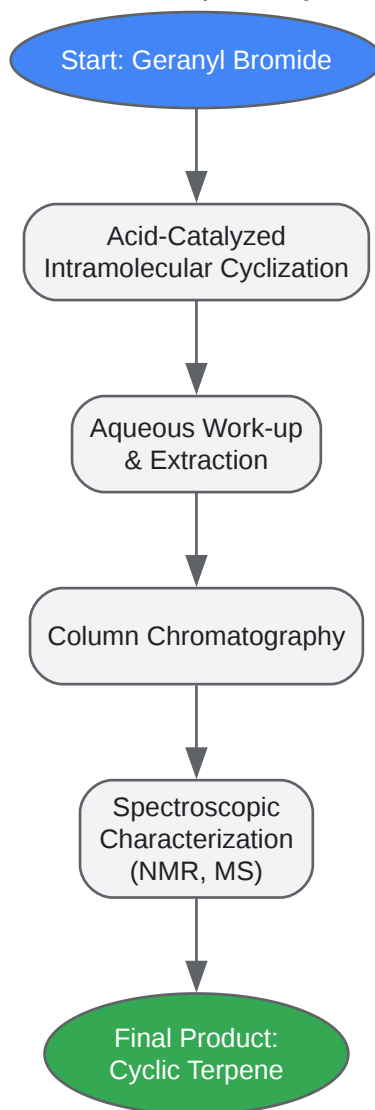 Start: Geranyl Bromide
Acid-Catalyzed
Intramolecular Cyclization
Aqueous Work-up
& Extraction
Column Chromatography
Spectroscopic
Characterization
(NMR, MS)
Final Product:
Cyclic Terpene